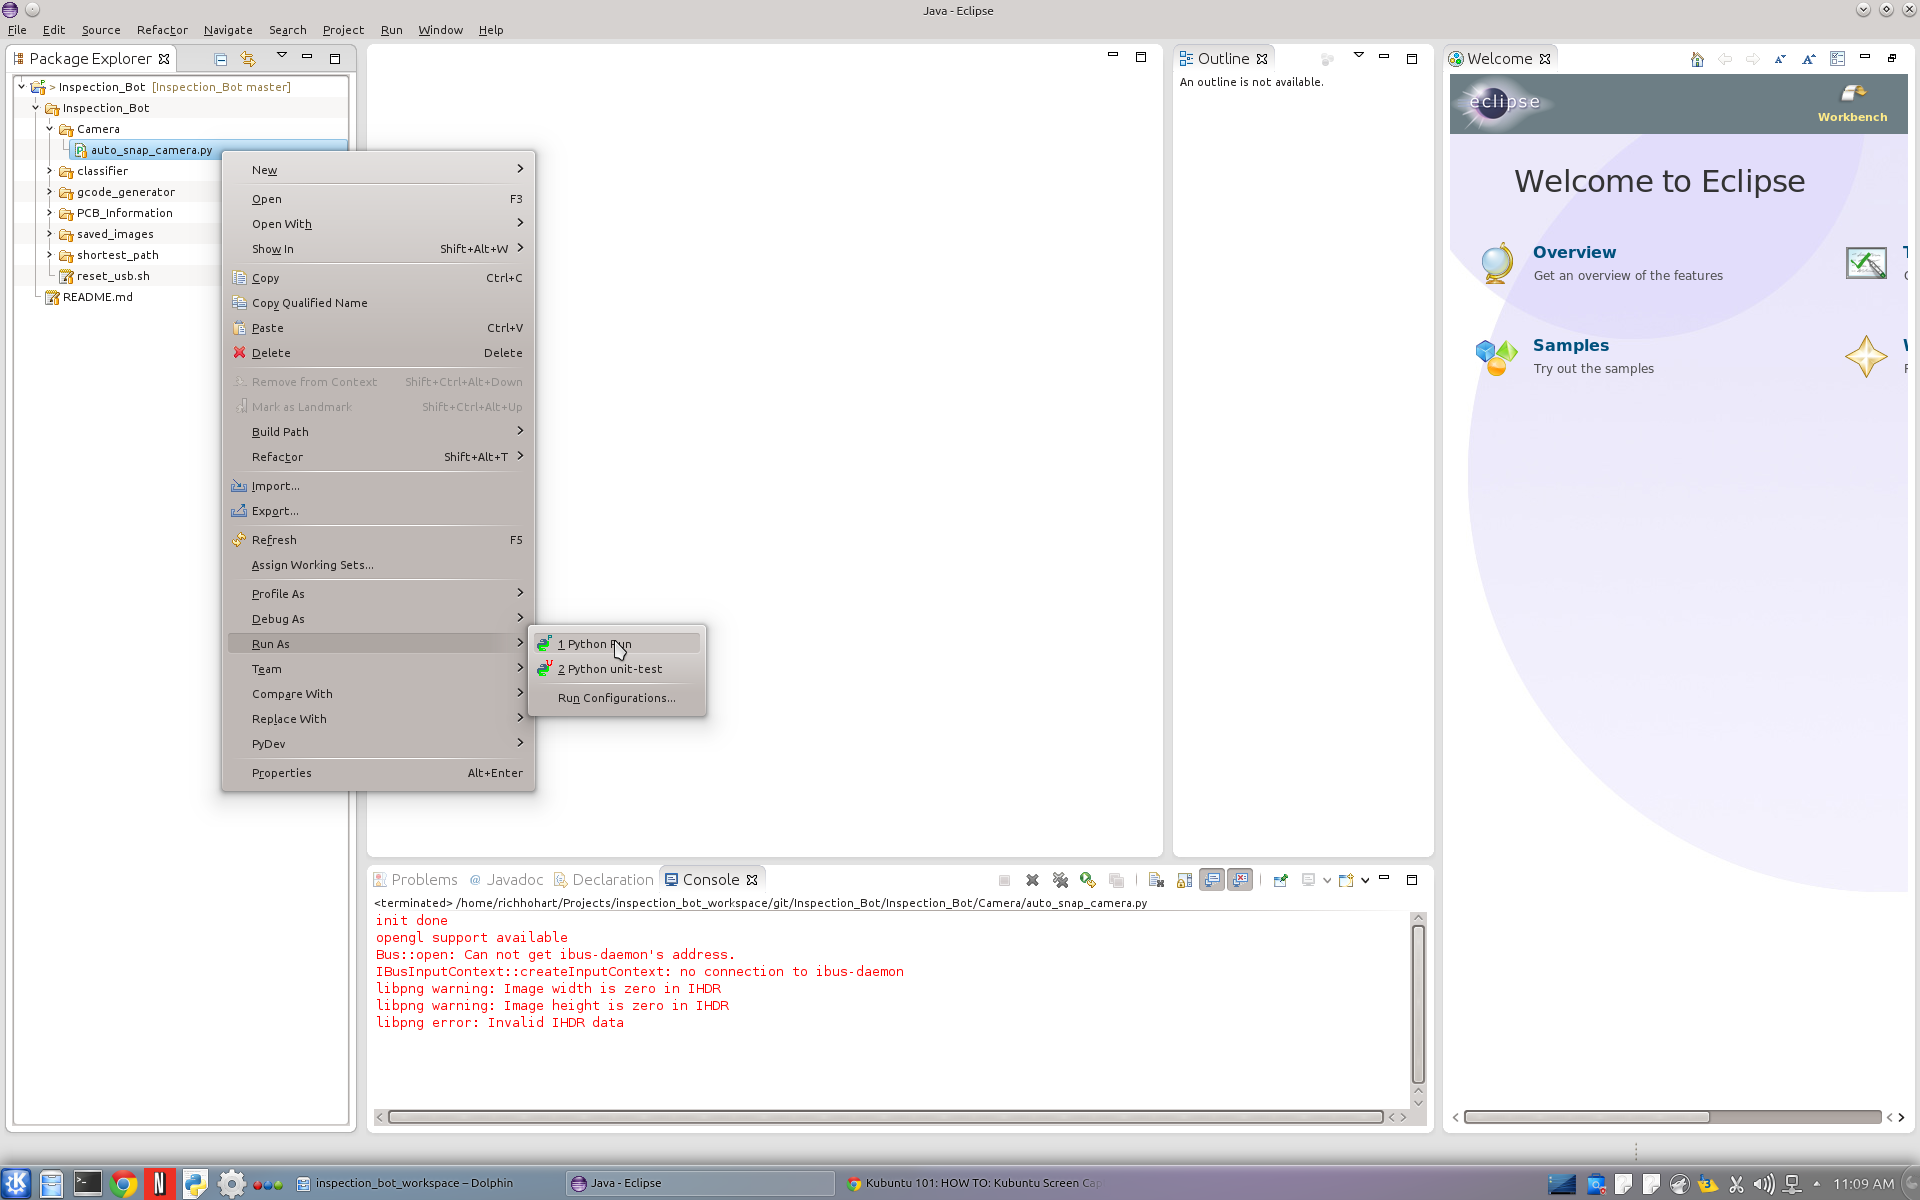 Java - Eclipse
File Edit Source Refactor Navigate Search Project Run Window Help
Package Explorer
> Inspection_Bot [Inspection_Bot master]
Inspection_Bot
Camera
auto_snap_camera.py
classifier
gcode_generator
PCB_Information
saved_images
shortest_path
reset_usb.sh
README.md
New
Open F3
Open With
Show In Shift+Alt+W
Copy Ctrl+C
Copy Qualified Name
Paste Ctrl+V
Delete Delete
Remove from Context Shift+Ctrl+Alt+Down
Mark as Landmark Shift+Ctrl+Alt+Up
Build Path
Refactor Shift+Alt+T
Import...
Export...
Refresh F5
Assign Working Sets...
Profile As
Debug As
Run As
Team
Compare With
Replace With
PyDev
Properties Alt+Enter
1 Python Run
2 Python unit-test
Run Configurations...
Outline
An outline is not available.
Welcome
eclipse
Workbench
Welcome to Eclipse
Overview
Get an overview of the features
Samples
Try out the samples
Problems @ Javadoc Declaration Console
<terminated> /home/richhohart/Projects/inspection_bot_workspace/git/Inspection_Bot/Inspection_Bot/Camera/auto_snap_camera.py
init done
opengl support available
Bus::open: Can not get ibus-daemon's address.
IBusInputContext::createInputContext: no connection to ibus-daemon
libpng warning: Image width is zero in IHDR
libpng warning: Image height is zero in IHDR
libpng error: Invalid IHDR data
inspection_bot_workspace – Dolphin
Java - Eclipse
Kubuntu 101: HOW TO: Kubuntu Screen Cap
11:09 AM